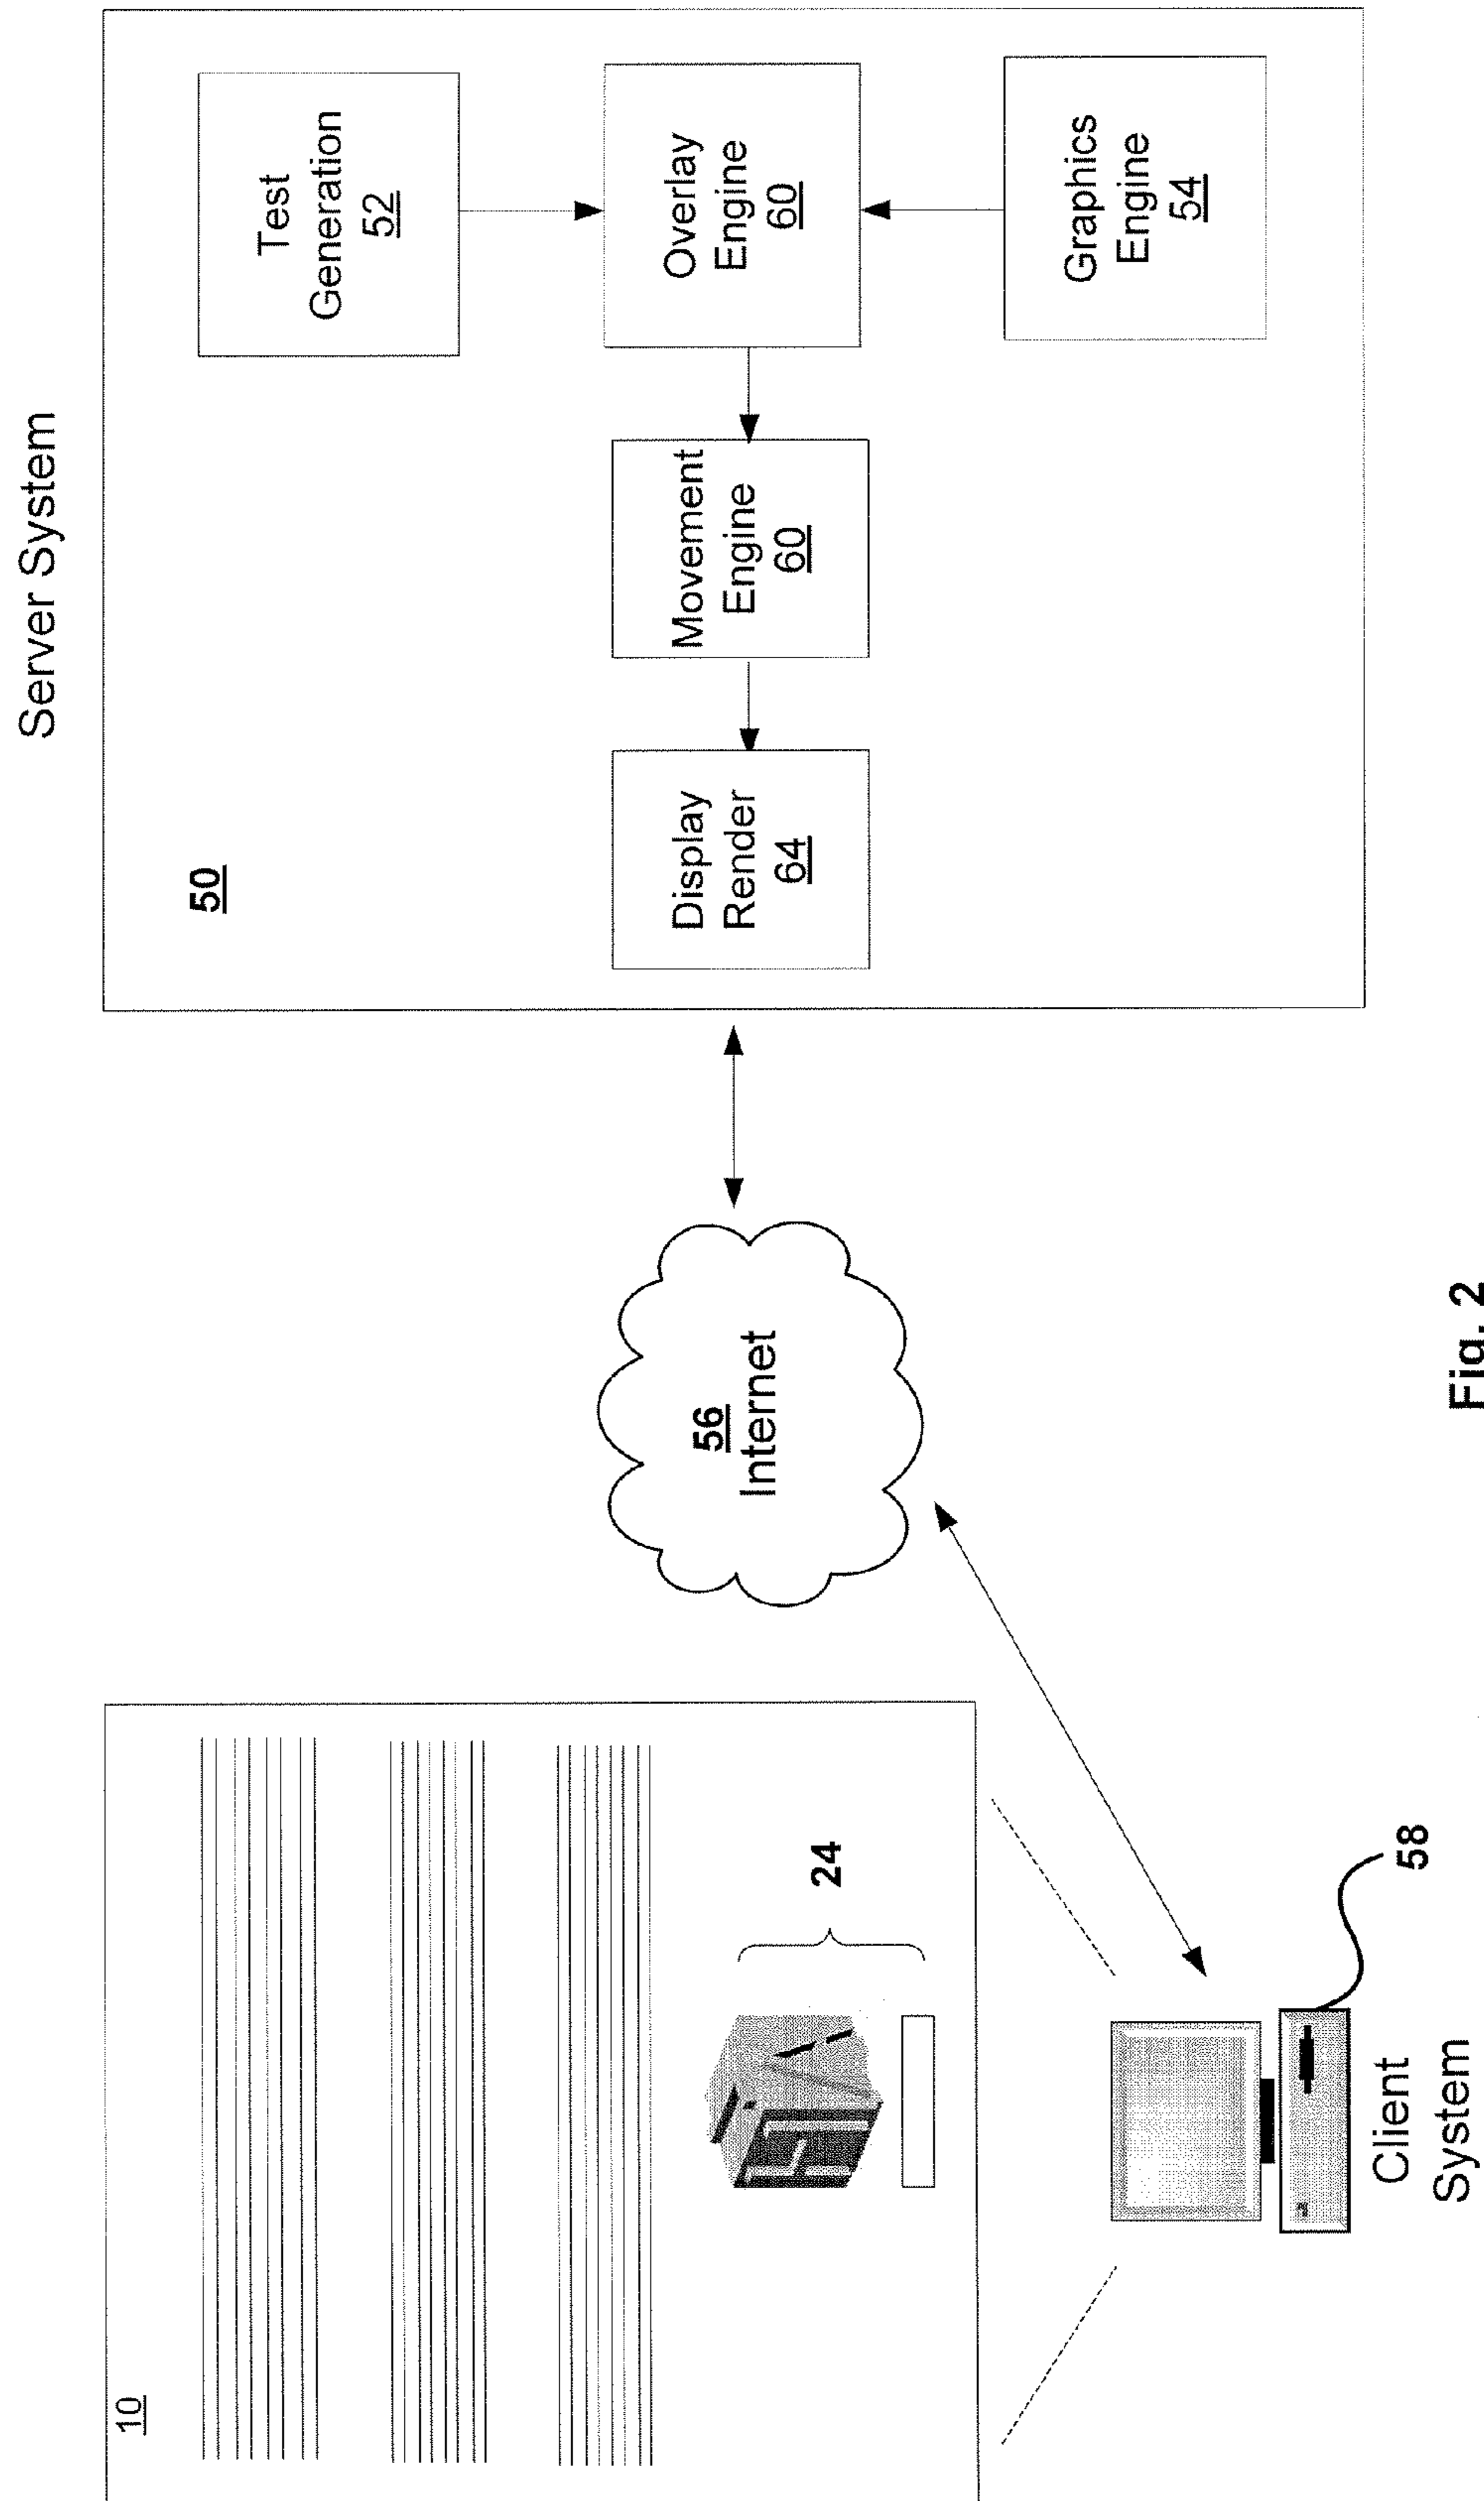 Server System
50
Test
Generation
52
Overlay
Engine
60
Graphics
Engine
54
Movement
Engine
60
Display
Render
64
56
Internet
10
24
58
Client
System
Fig. 2